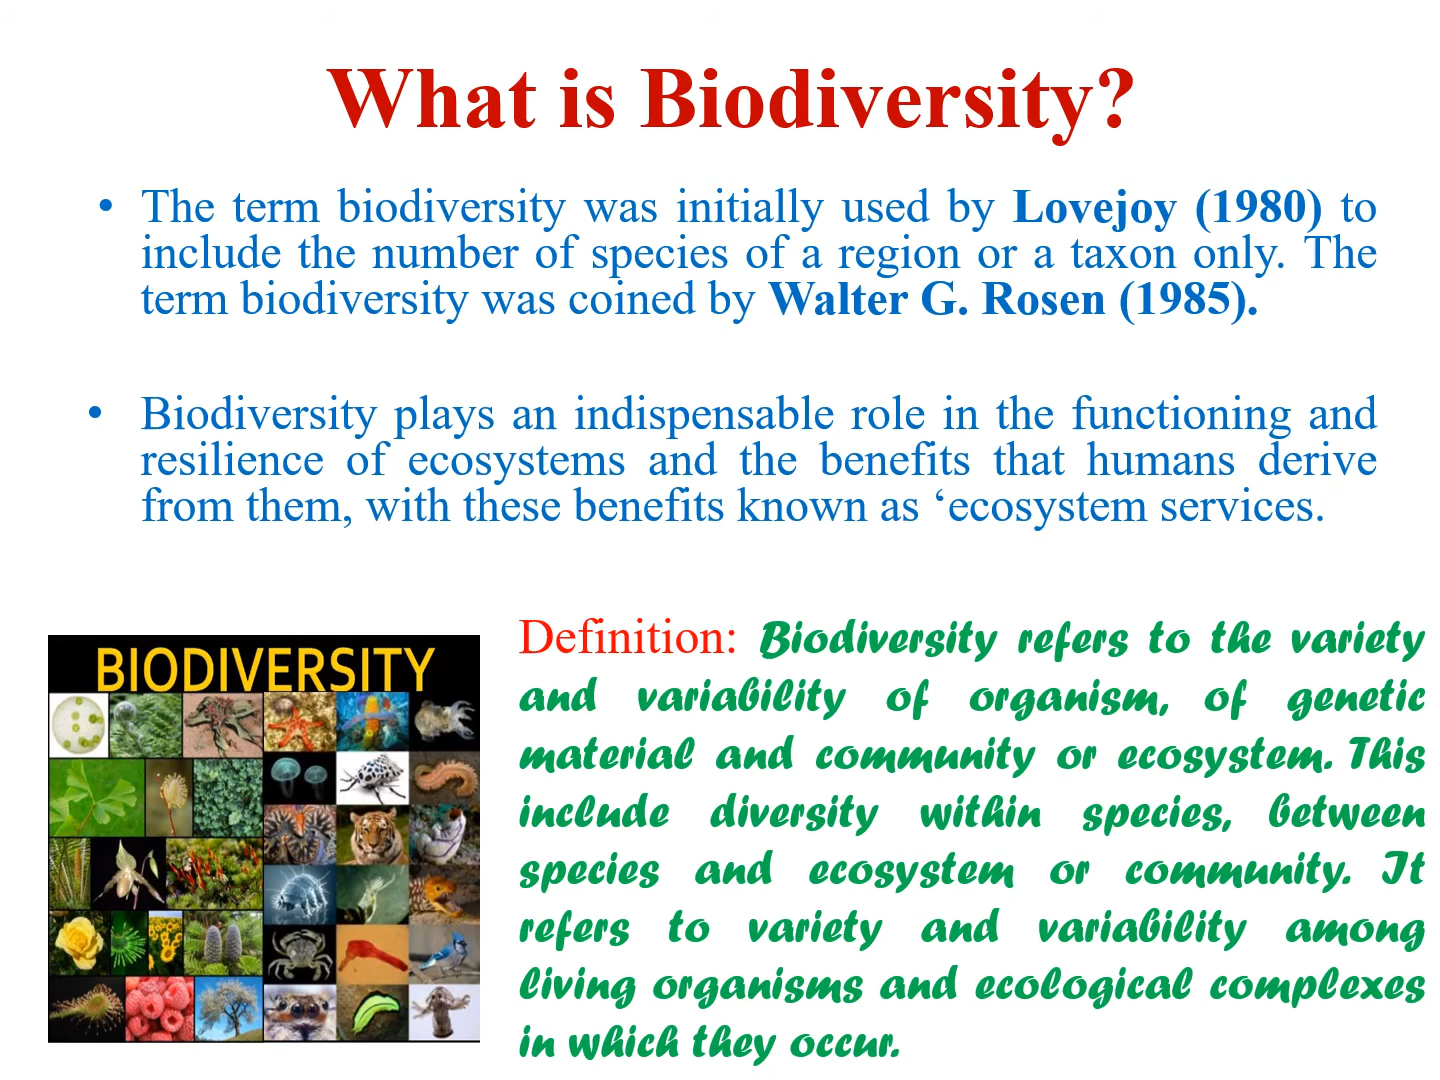 What is Biodiversity?
• The term biodiversity was initially used by Lovejoy (1980) to
include the number of species of a region or a taxon only. The
term biodiversity was coined by Walter G. Rosen (1985).
• Biodiversity plays an indispensable role in the functioning and
resilience of ecosystems and the benefits that humans derive
from them, with these benefits known as ‘ecosystem services.
BIODIVERSITY
Definition: Biodiversity refers to the variety
and variability of organism, of genetic
material and community or ecosystem. This
include diversity within species, between
species and ecosystem or community. It
refers to variety and variability among
living organisms and ecological complexes
in which they occur.